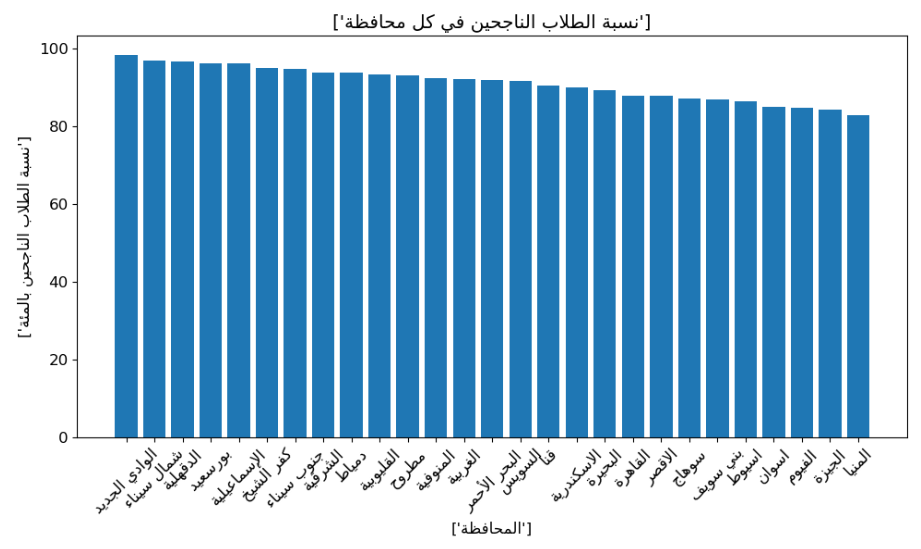 ['نسبة الطلاب الناجحين في كل محافظة']
['نسبة الطلاب الناجحين بالمئة']
100
80
60
40
20
0
الوادي الجديد
شمال سيناء
الدقهلية
بورسعيد
الإسماعيلية
كفر الشيخ
جنوب سيناء
الشرقية
دمياط
القليوبية
مطروح
المنوفية
الغربية
البحر الأحمر
السويس
قنا
الاسكندرية
البحيرة
القاهرة
الاقصر
سوهاج
بني سويف
اسيوط
اسوان
الفيوم
الجيزة
المنيا
['المحافظة']